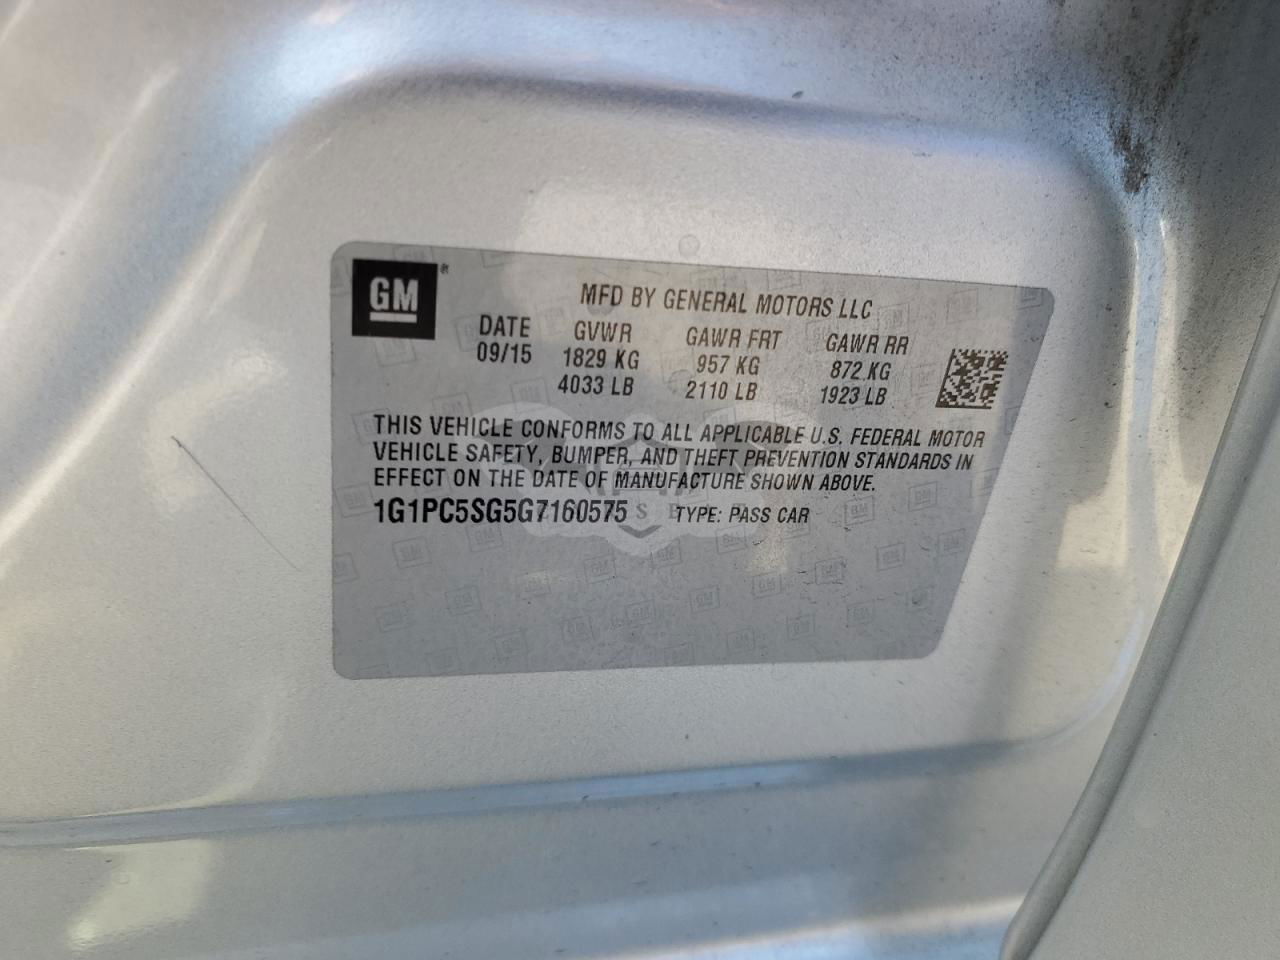 GM
MFD BY GENERAL MOTORS LLC
DATE GVWR GAWR FRT GAWR RR
09/15 1829 KG 957 KG 872 KG
4033 LB 2110 LB 1923 LB
THIS VEHICLE CONFORMS TO ALL APPLICABLE U.S. FEDERAL MOTOR
VEHICLE SAFETY, BUMPER, AND THEFT PREVENTION STANDARDS IN
EFFECT ON THE DATE OF MANUFACTURE SHOWN ABOVE.
1G1PC5SG5G7160575 TYPE: PASS CAR